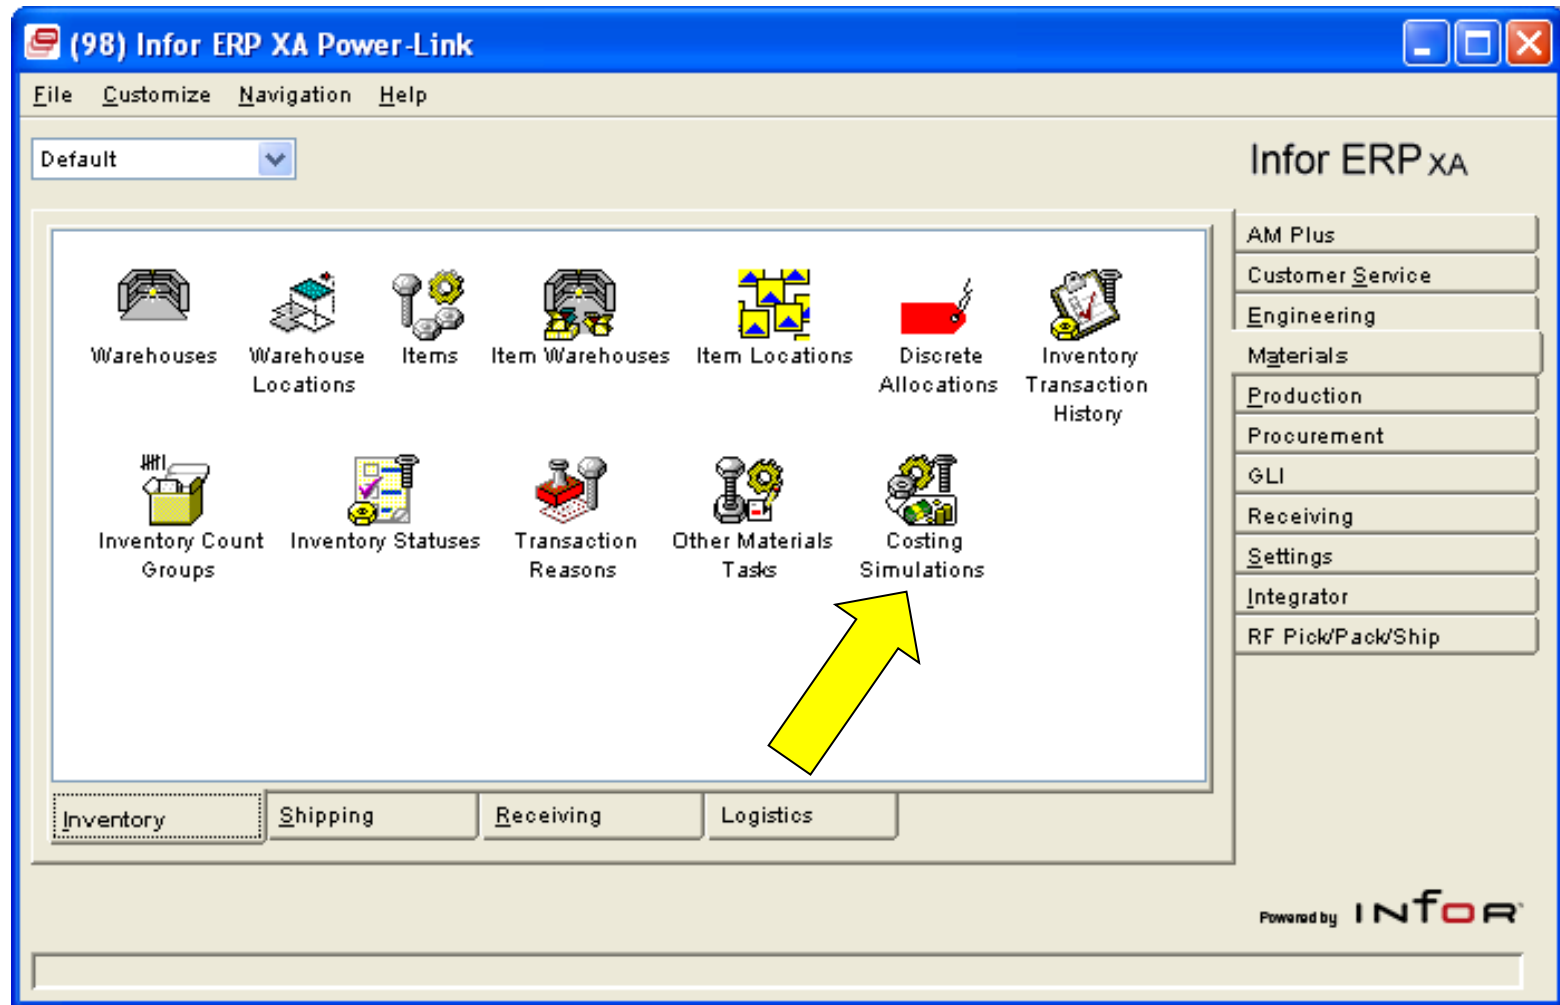 (98) Infor ERP XA Power-Link
File Customize Navigation Help
Default
Infor ERP XA
AM Plus
Customer Service
Engineering
Materials
Production
Procurement
GLI
Receiving
Settings
Integrator
RF Pick/Pack/Ship
Warehouses
Warehouse
Locations
Items
Item Warehouses
Item Locations
Discrete
Allocations
Inventory
Transaction
History
Inventory Count
Groups
Inventory Statuses
Transaction
Reasons
Other Materials
Tasks
Costing
Simulations
Inventory
Shipping
Receiving
Logistics
Powered by infor